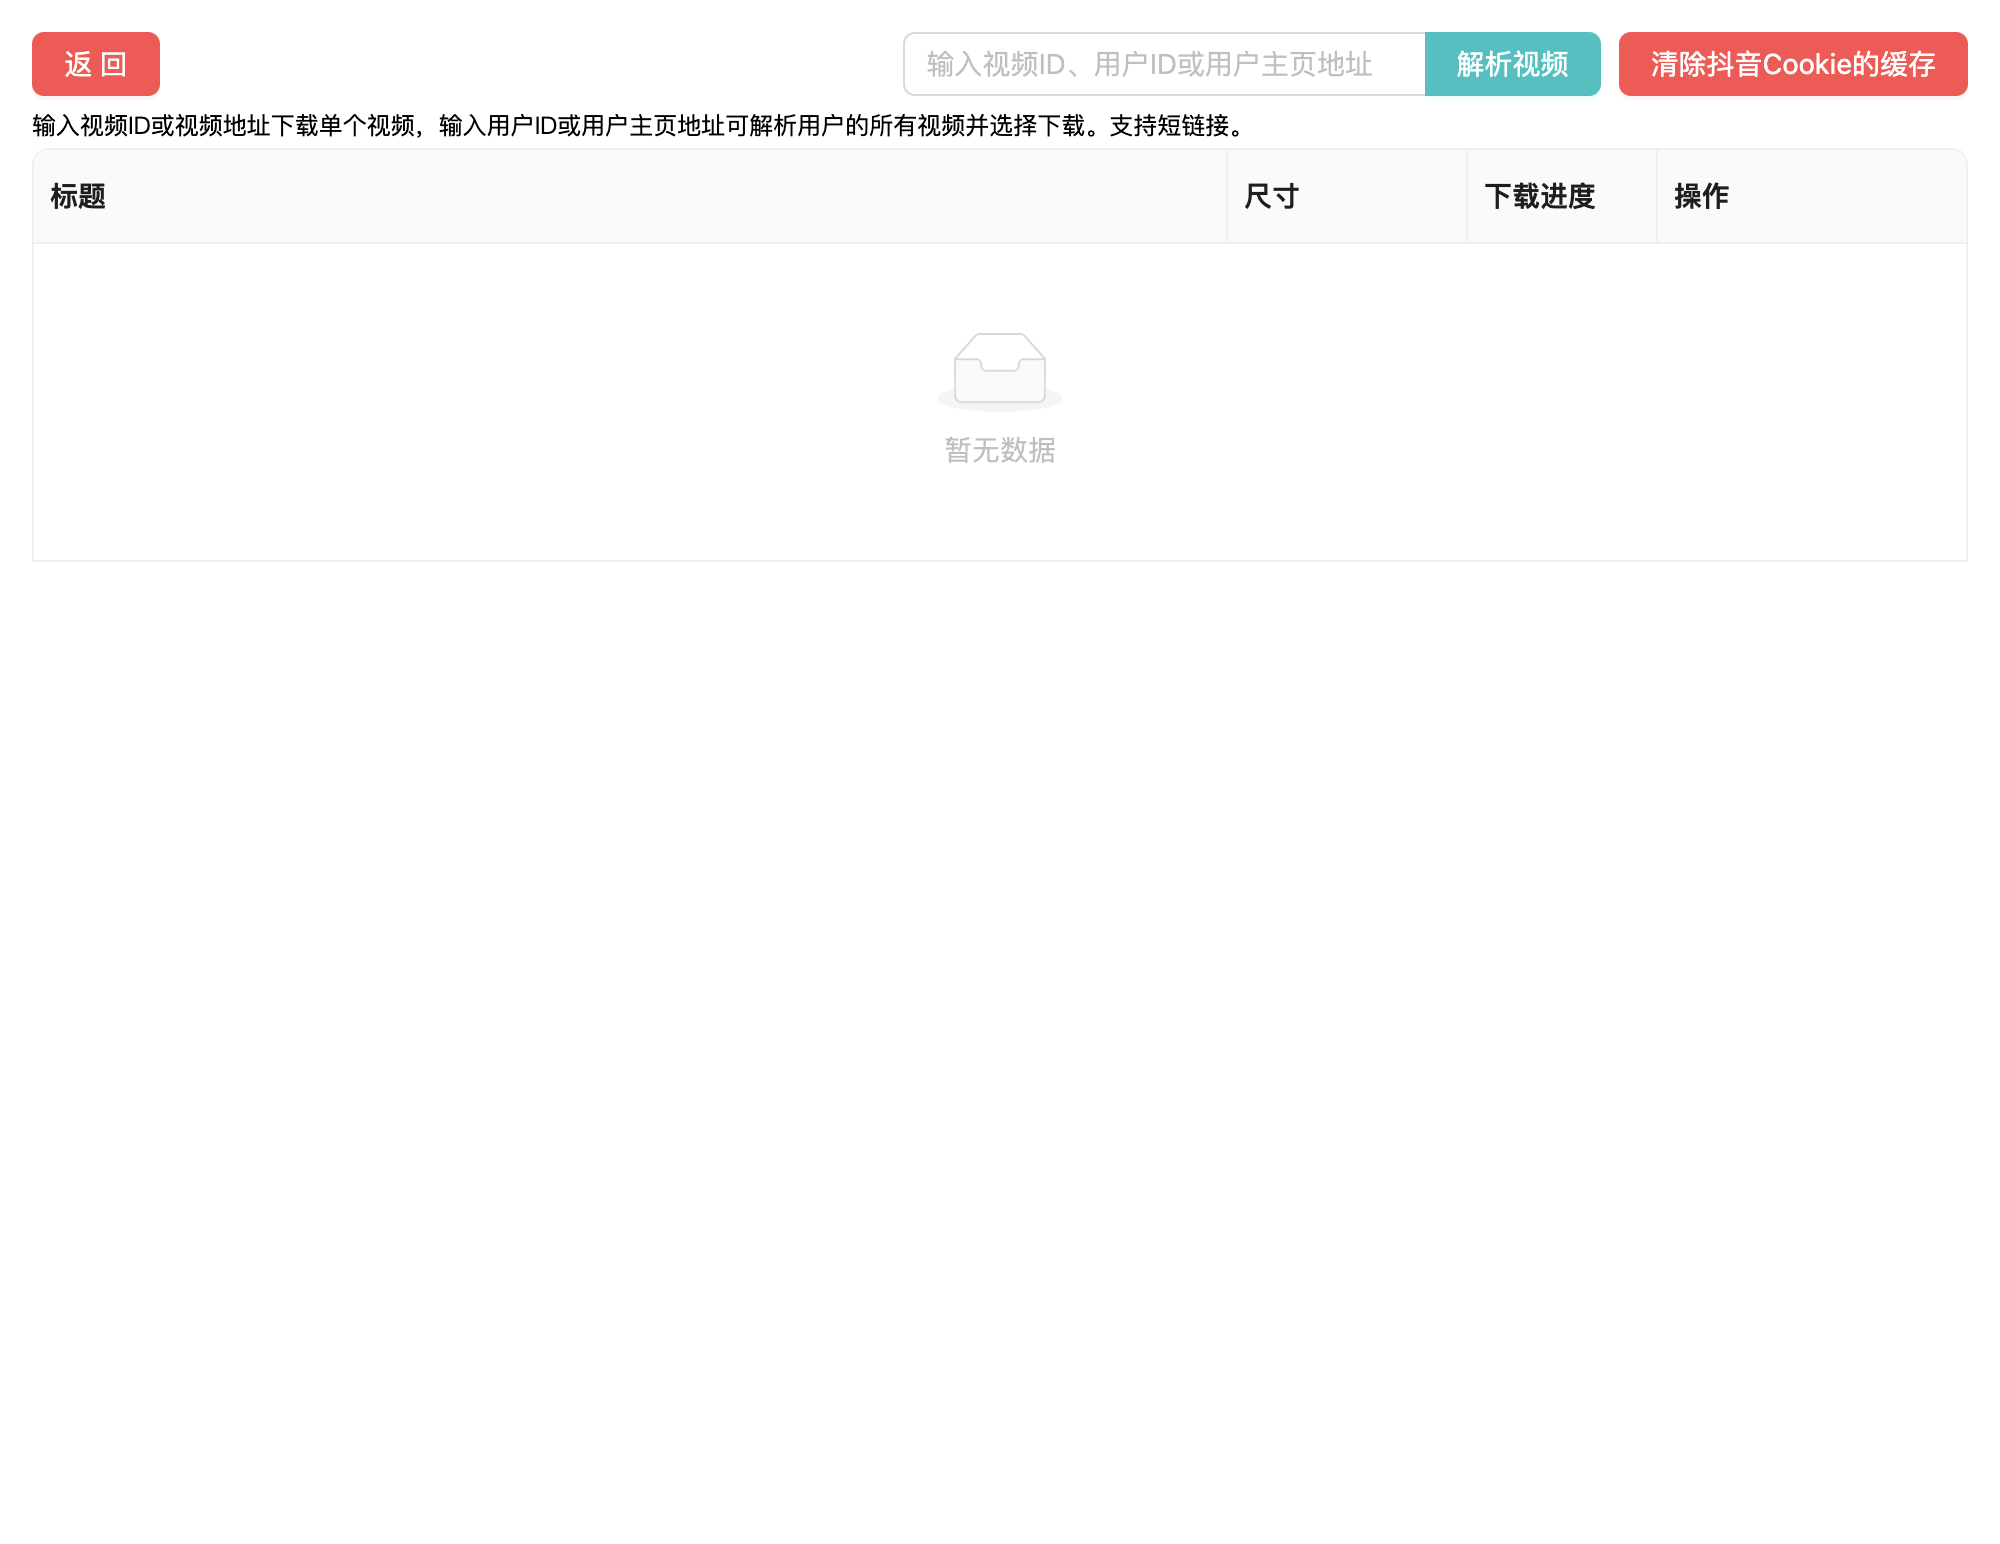 返 回
输入视频ID、用户ID或用户主页地址
解析视频
清除抖音Cookie的缓存
输入视频ID或视频地址下载单个视频，输入用户ID或用户主页地址可解析用户的所有视频并选择下载。支持短链接。
标题
尺寸
下载进度
操作
暂无数据